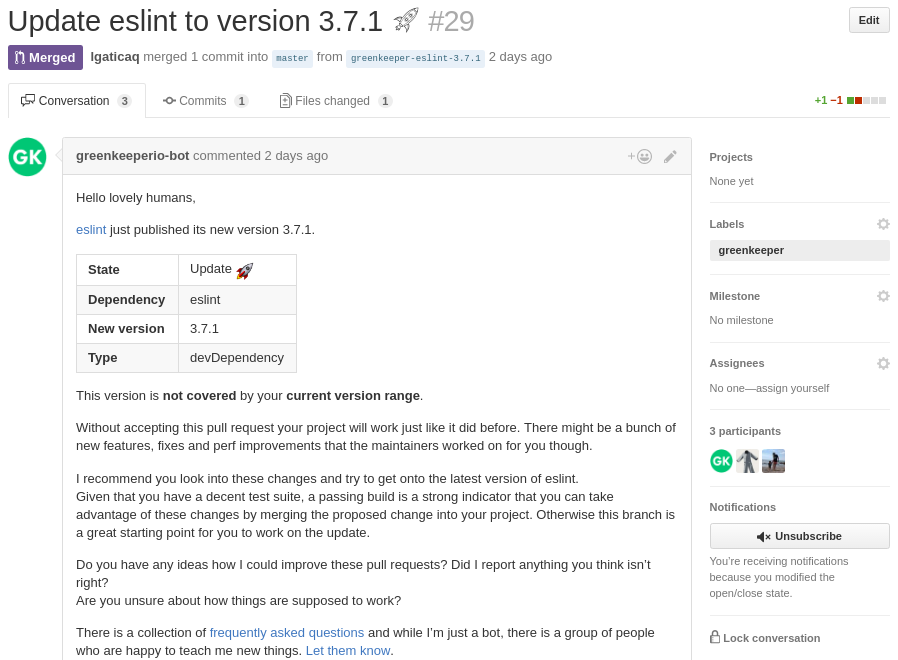 Update eslint to version 3.7.1 🚀 #29
Edit
Merged lgaticaq merged 1 commit into master from greenkeeper-eslint-3.7.1 2 days ago
Conversation 3 Commits 1 Files changed 1 +1 −1
GK
greenkeeperio-bot commented 2 days ago
Hello lovely humans,
eslint just published its new version 3.7.1.
State Update 🚀
Dependency eslint
New version 3.7.1
Type devDependency
This version is not covered by your current version range.
Without accepting this pull request your project will work just like it did before. There might be a bunch of
new features, fixes and perf improvements that the maintainers worked on for you though.
I recommend you look into these changes and try to get onto the latest version of eslint.
Given that you have a decent test suite, a passing build is a strong indicator that you can take
advantage of these changes by merging the proposed change into your project. Otherwise this branch is
a great starting point for you to work on the update.
Do you have any ideas how I could improve these pull requests? Did I report anything you think isn’t
right?
Are you unsure about how things are supposed to work?
There is a collection of frequently asked questions and while I’m just a bot, there is a group of people
who are happy to teach me new things. Let them know.
Projects
None yet
Labels
greenkeeper
Milestone
No milestone
Assignees
No one—assign yourself
3 participants
GK
Notifications
Unsubscribe
You’re receiving notifications
because you modified the
open/close state.
Lock conversation